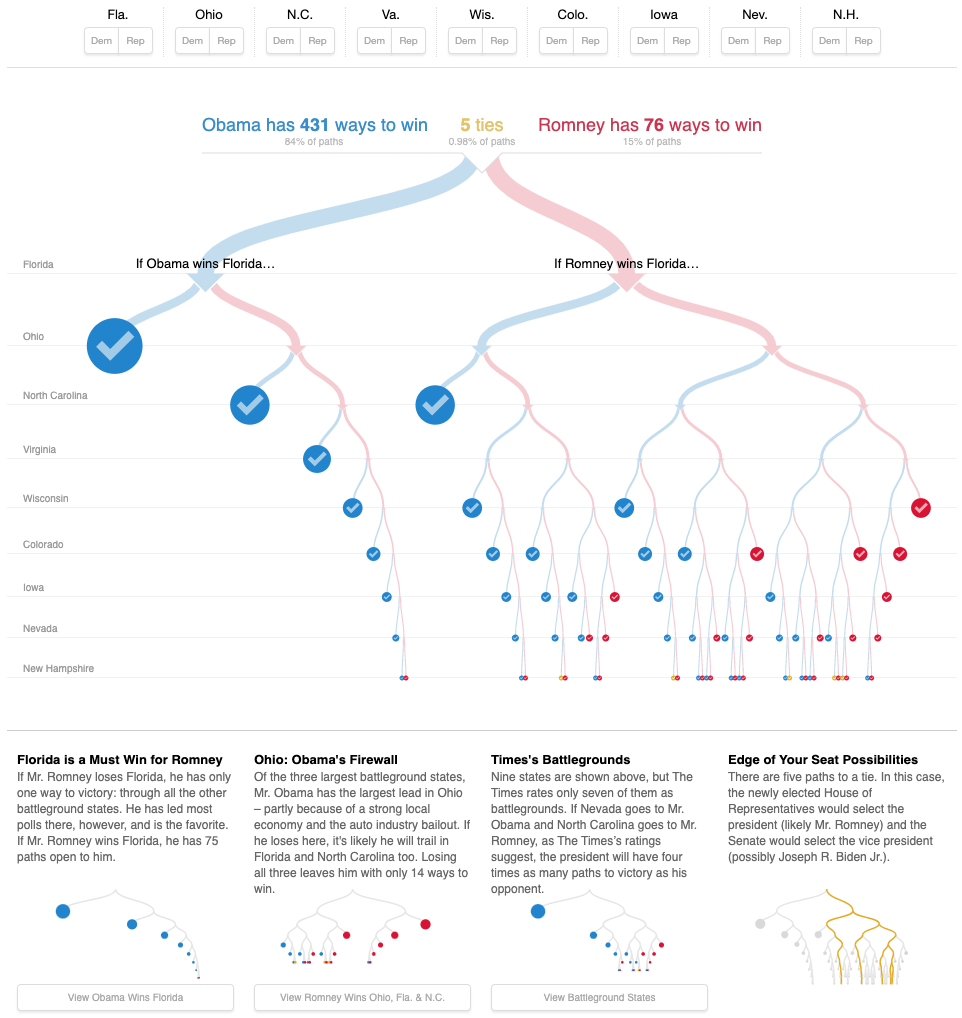 Fla. Ohio N.C. Va. Wis. Colo. Iowa Nev. N.H.
Dem Rep Dem Rep Dem Rep Dem Rep Dem Rep Dem Rep Dem Rep Dem Rep Dem Rep
Obama has 431 ways to win 5 ties Romney has 76 ways to win
84% of paths 0.98% of paths 15% of paths
Florida If Obama wins Florida… If Romney wins Florida…
Ohio
North Carolina
Virginia
Wisconsin
Colorado
Iowa
Nevada
New Hampshire
Florida is a Must Win for Romney
If Mr. Romney loses Florida, he has only
one way to victory: through all the other
battleground states. He has led most
polls there, however, and is the favorite.
If Mr. Romney wins Florida, he has 75
paths open to him.
View Obama Wins Florida
Ohio: Obama's Firewall
Of the three largest battleground states,
Mr. Obama has the largest lead in Ohio
– partly because of a strong local
economy and the auto industry bailout. If
he loses here, it's likely he will trail in
Florida and North Carolina too. Losing
all three leaves him with only 14 ways to
win.
View Romney Wins Ohio, Fla. & N.C.
Times's Battlegrounds
Nine states are shown above, but The
Times rates only seven of them as
battlegrounds. If Nevada goes to Mr.
Obama and North Carolina goes to Mr.
Romney, as The Times's ratings
suggest, the president will have four
times as many paths to victory as his
opponent.
View Battleground States
Edge of Your Seat Possibilities
There are five paths to a tie. In this case,
the newly elected House of
Representatives would select the
president (likely Mr. Romney) and the
Senate would select the vice president
(possibly Joseph R. Biden Jr.).